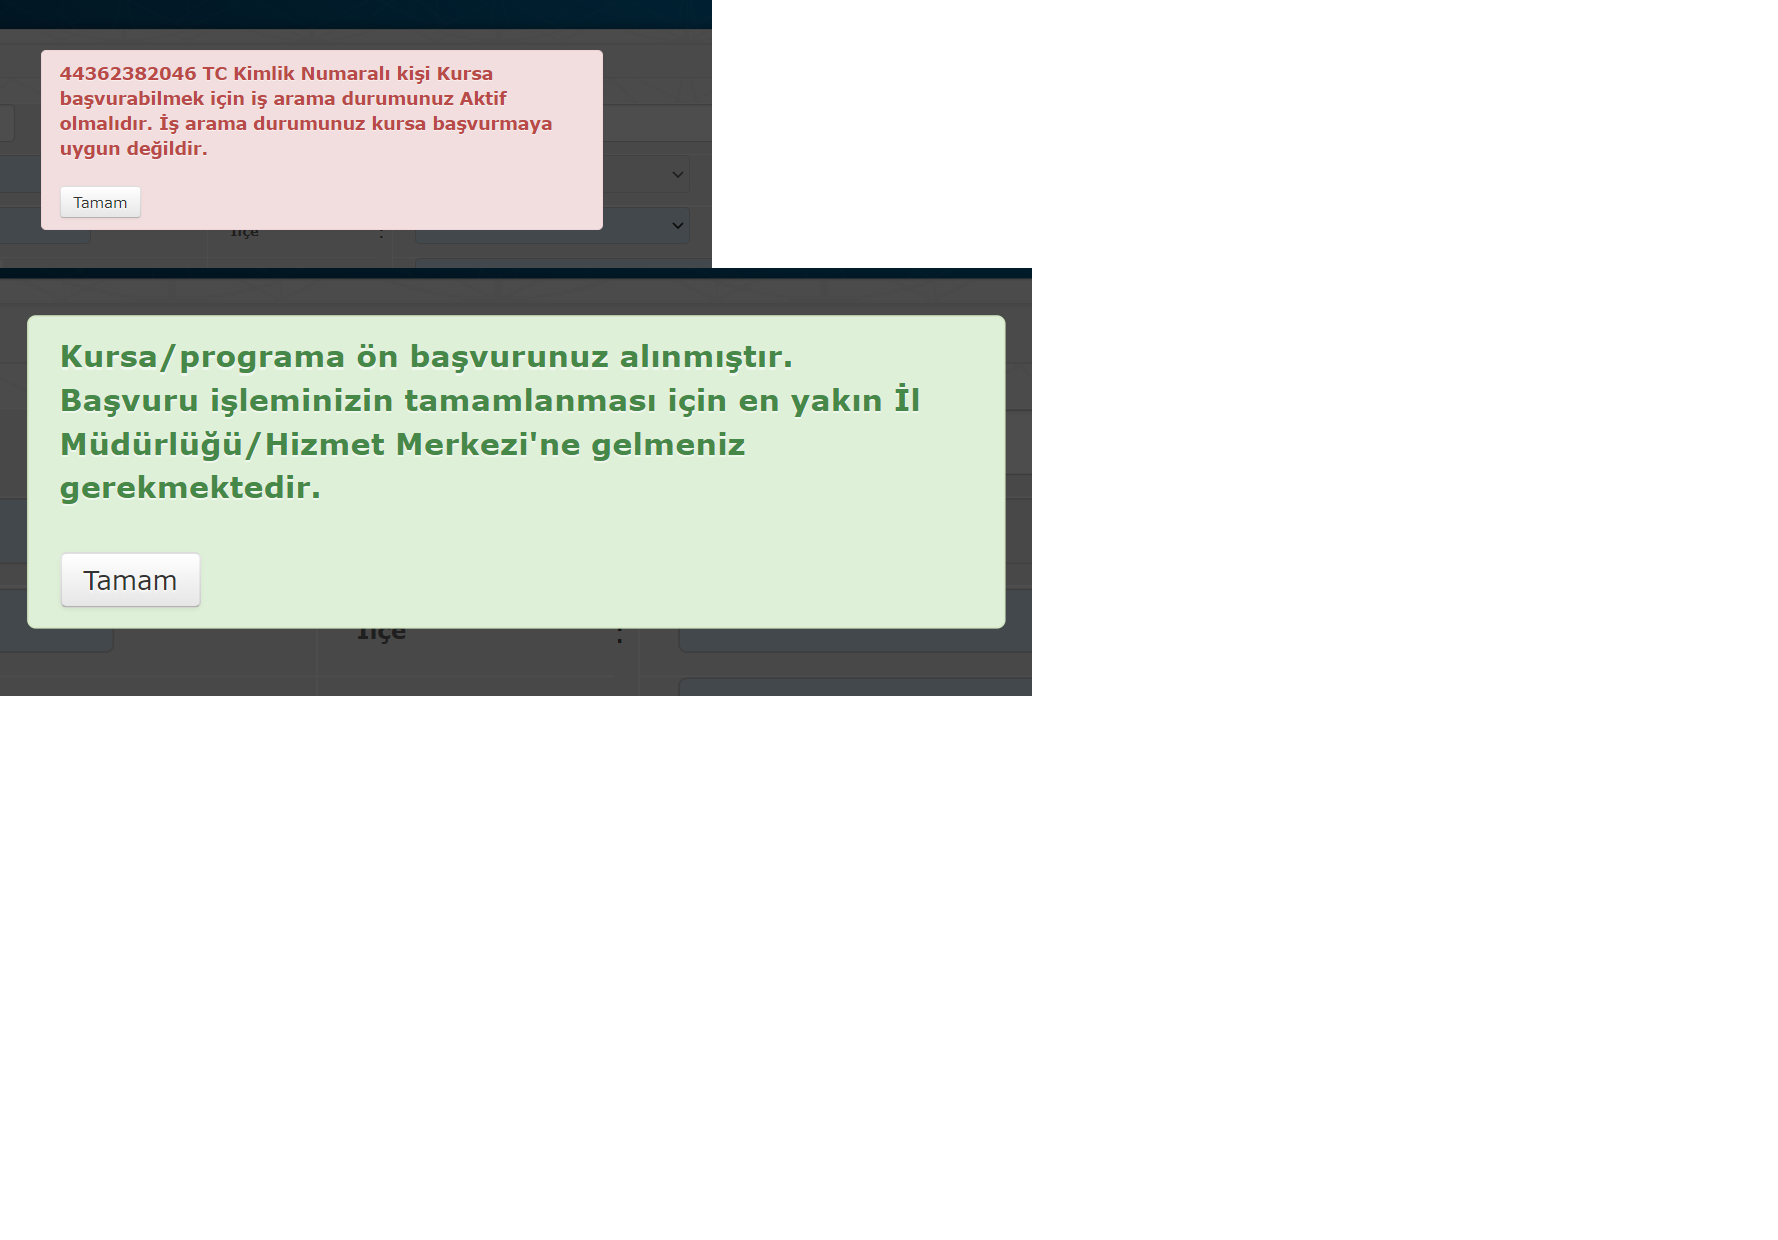 44362382046 TC Kimlik Numaralı kişi Kursa
başvurabilmek için iş arama durumunuz Aktif
olmalıdır. İş arama durumunuz kursa başvurmaya
uygun değildir.
Tamam
İlçe :
Kursa/programa ön başvurunuz alınmıştır.
Başvuru işleminizin tamamlanması için en yakın İl
Müdürlüğü/Hizmet Merkezi'ne gelmeniz
gerekmektedir.
Tamam
İlçe :